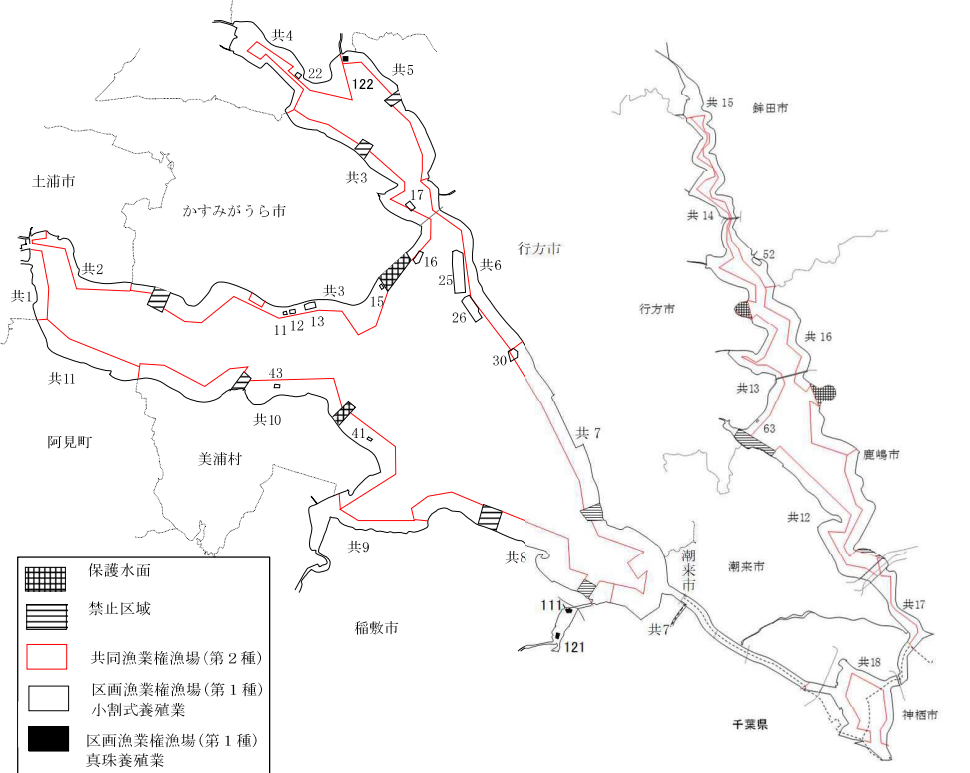 共4
22
122
共5
共3
17
土浦市
かすみがうら市
行方市
16
共6
25
26
30
共2
共1
共3
15
11
12
13
共11
43
共10
41
阿見町
美浦村
共7
共9
共8
稲敷市
111
121
共7
潮来市
共15
鉾田市
共14
52
行方市
共16
共13
63
鹿嶋市
共12
潮来市
共17
共18
神栖市
千葉県
保護水面
禁止区域
共同漁業権漁場(第2種)
区画漁業権漁場(第1種)
小割式養殖業
区画漁業権漁場(第1種)
真珠養殖業